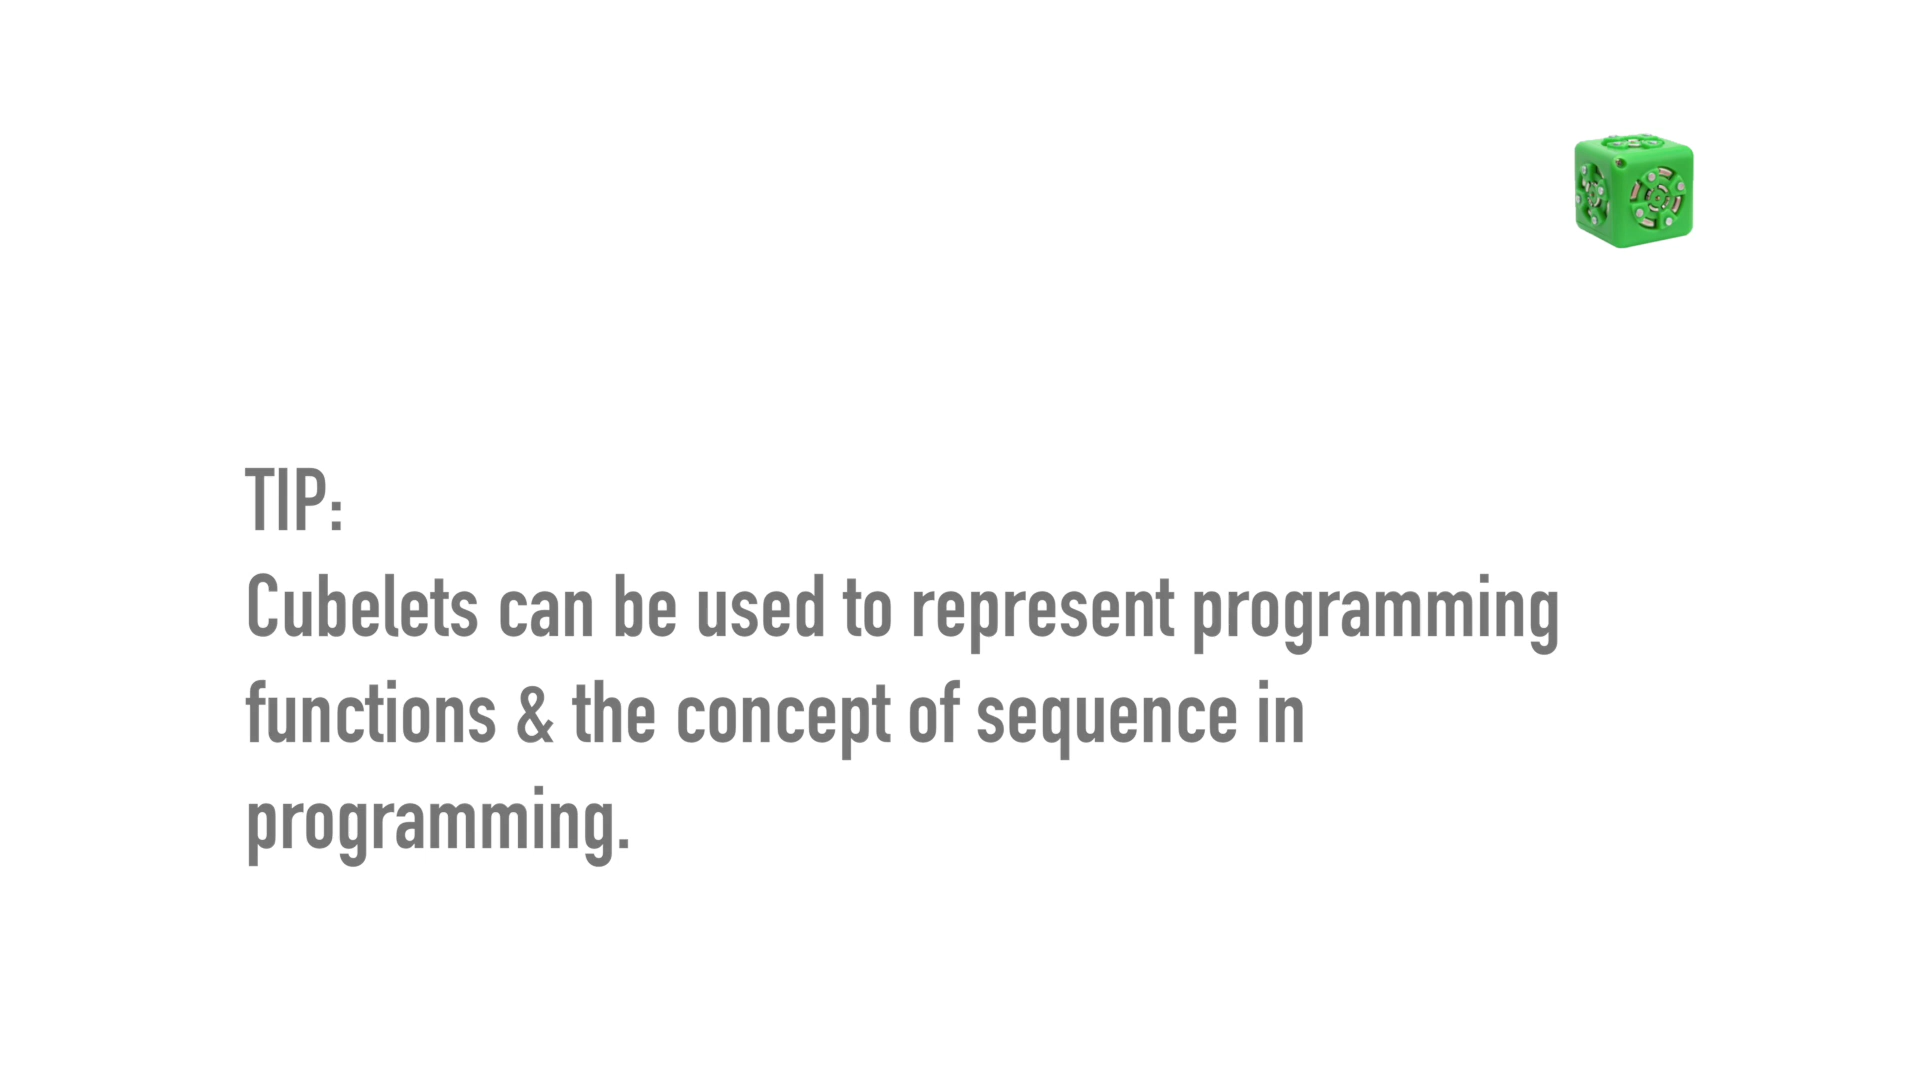 TIP:
Cubelets can be used to represent programming
functions & the concept of sequence in
programming.